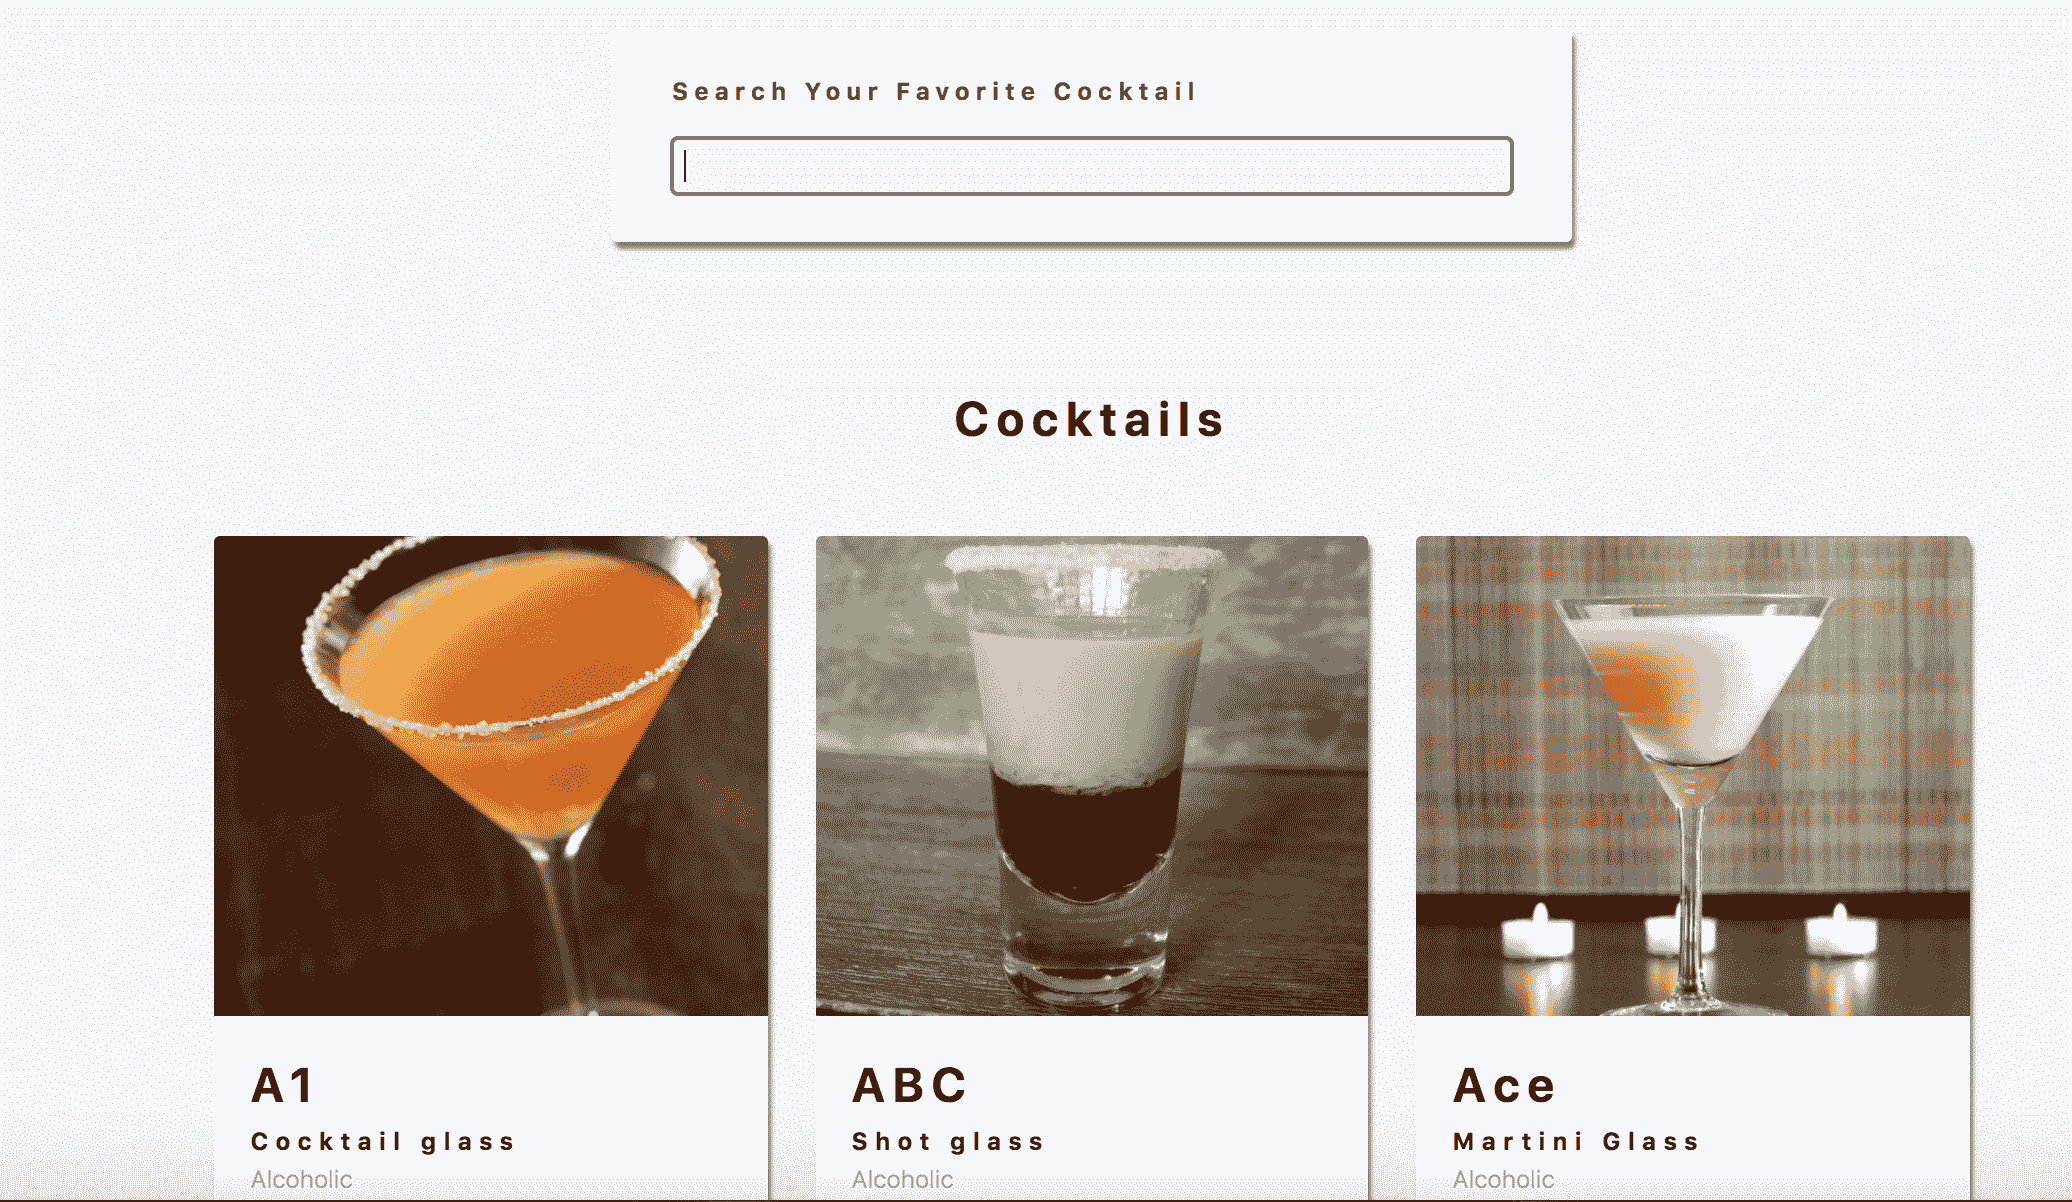 Search Your Favorite Cocktail
Cocktails
A1
Cocktail glass
Alcoholic
ABC
Shot glass
Alcoholic
Ace
Martini Glass
Alcoholic